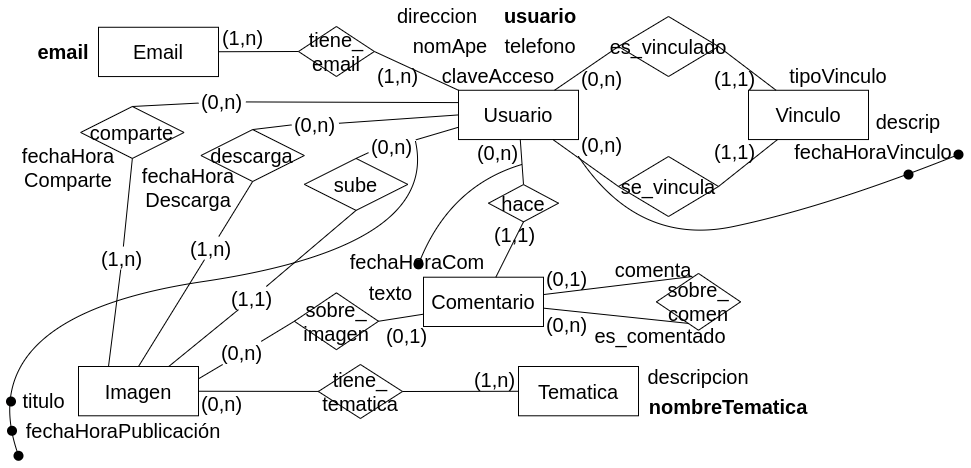 direccion usuario
nomApe telefono
claveAcceso
email
Email
(1,n)
tiene_
email
(1,n)
Usuario
es_vinculado
(0,n)
(1,1)
tipoVinculo
Vinculo
descrip
fechaHoraVinculo
(0,n)
(1,1)
se_vincula
(0,n)
comparte
fechaHora
Comparte
(1,n)
(0,n)
descarga
fechaHora
Descarga
(1,n)
(0,n)
sube
(1,1)
(0,n)
hace
(1,1)
fechaHoraCom
texto
Comentario
(0,1)
comenta
sobre_
comen
(0,n)
es_comentado
sobre_
imagen
(0,1)
(0,n)
Imagen
(0,n)
tiene_
tematica
(1,n)
Tematica
descripcion
nombreTematica
titulo
fechaHoraPublicación